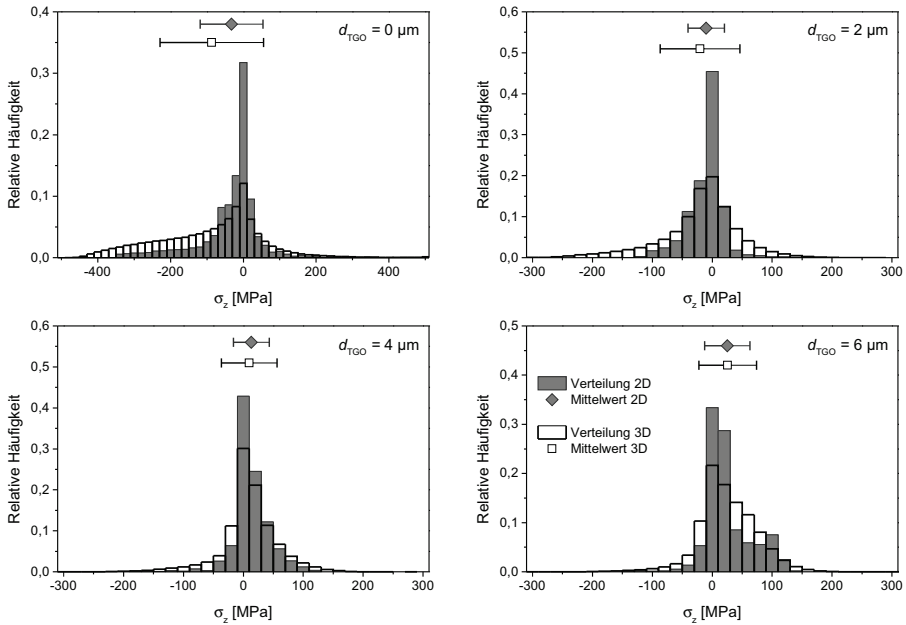 0,4
0,3
0,2
0,1
0,0
Relative Häufigkeit
d_TGO = 0 µm
-400 -200 0 200 400
σ_z [MPa]
0,6
0,5
0,4
0,3
0,2
0,1
0,0
Relative Häufigkeit
d_TGO = 2 µm
-300 -200 -100 0 100 200 300
σ_z [MPa]
0,6
0,5
0,4
0,3
0,2
0,1
0,0
Relative Häufigkeit
d_TGO = 4 µm
-300 -200 -100 0 100 200 300
σ_z [MPa]
0,5
0,4
0,3
0,2
0,1
0,0
Relative Häufigkeit
d_TGO = 6 µm
Verteilung 2D
Mittelwert 2D
Verteilung 3D
Mittelwert 3D
-300 -200 -100 0 100 200 300
σ_z [MPa]